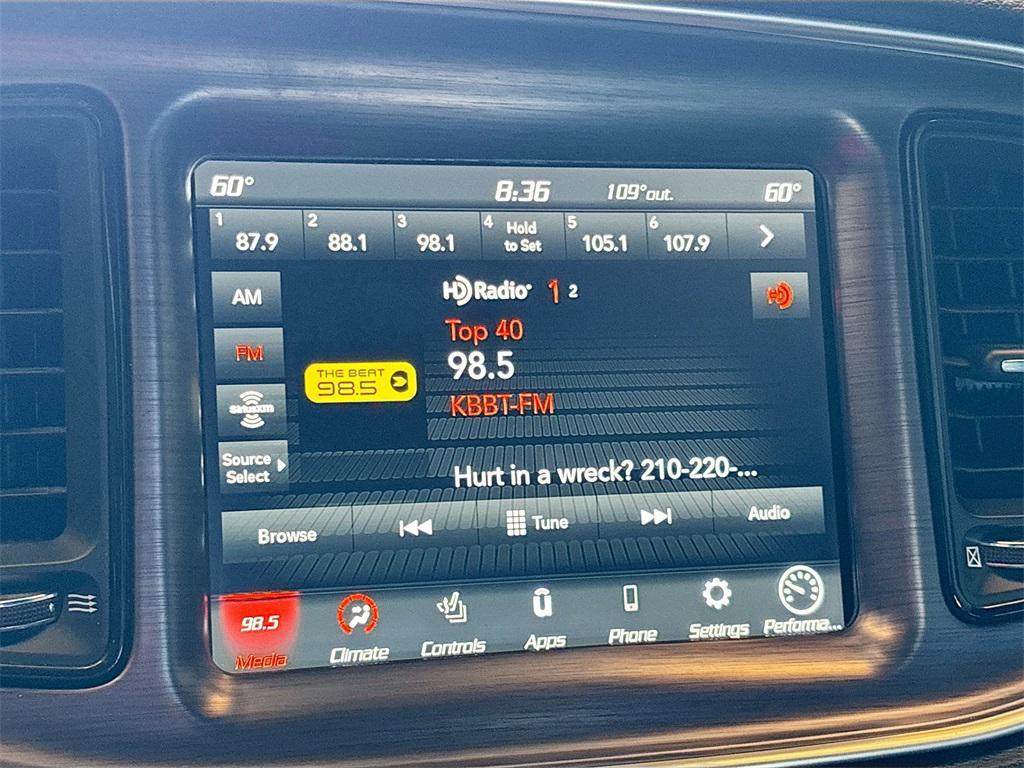 60° 8:36 109°out. 60°
1 87.9 2 88.1 3 98.1 4 Hold to Set 5 105.1 6 107.9
AM HD Radio 1 2 HD
FM Top 40
THE BEAT
98.5
98.5
KBBT-FM
siriusxm
Source
Select
Hurt in a wreck? 210-220-...
Browse Tune Audio
98.5
Media Climate Controls Apps Phone Settings Performa...